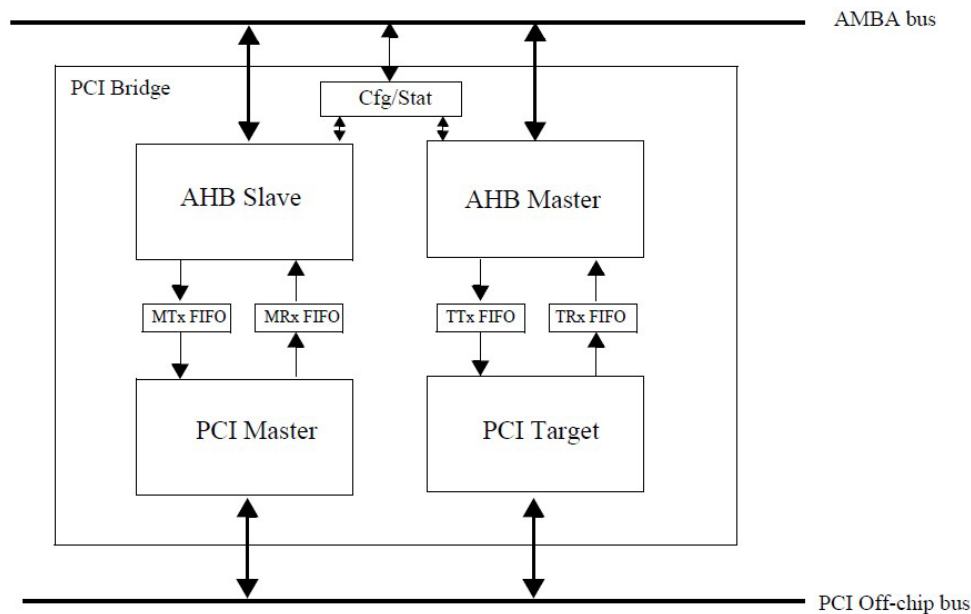 AMBA bus
PCI Bridge
Cfg/Stat
AHB Slave
AHB Master
MTx FIFO
MRx FIFO
TTx FIFO
TRx FIFO
PCI Master
PCI Target
PCI Off-chip bus